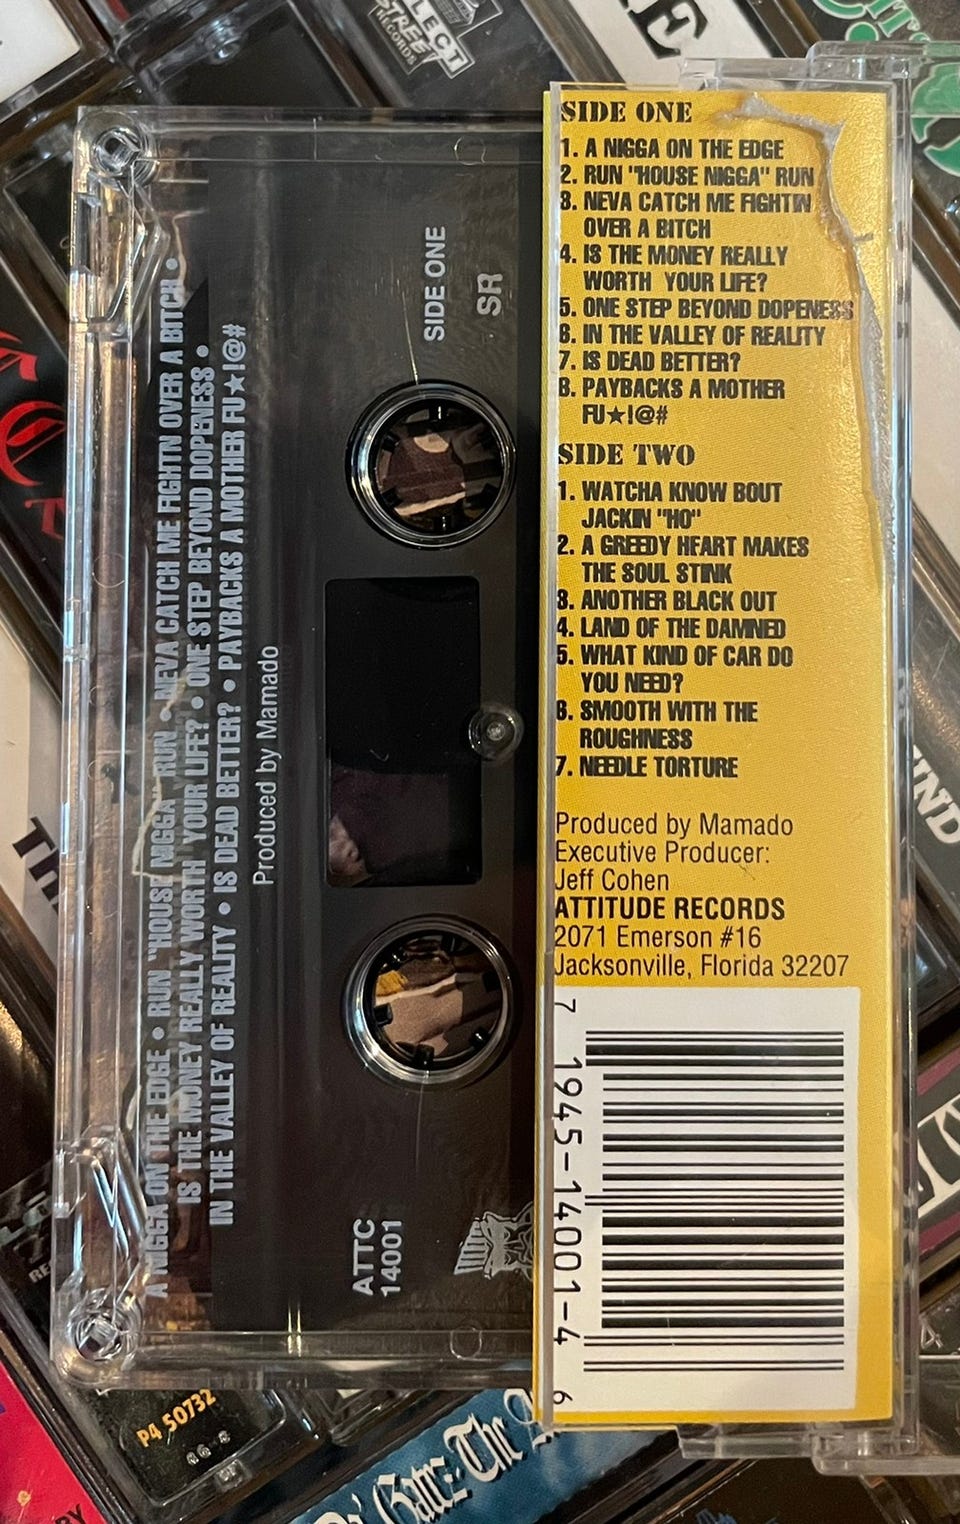 SIDE ONE
1. A NIGGA ON THE EDGE
2. RUN "HOUSE NIGGA" RUN
3. NEVA CATCH ME FIGHTIN
OVER A BITCH
4. IS THE MONEY REALLY
WORTH YOUR LIFE?
5. ONE STEP BEYOND DOPENESS
6. IN THE VALLEY OF REALITY
7. IS DEAD BETTER?
8. PAYBACKS A MOTHER
FU★!@#
SIDE TWO
1. WATCHA KNOW BOUT
JACKIN "HO"
2. A GREEDY HEART MAKES
THE SOUL STINK
3. ANOTHER BLACK OUT
4. LAND OF THE DAMNED
5. WHAT KIND OF CAR DO
YOU NEED?
6. SMOOTH WITH THE
ROUGHNESS
7. NEEDLE TORTURE
Produced by Mamado
Executive Producer:
Jeff Cohen
ATTITUDE RECORDS
2071 Emerson #16
Jacksonville, Florida 32207
7 1945-14001-4 6
A NIGGA ON THE EDGE • RUN "HOUSE NIGGA" RUN • NEVA CATCH ME FIGHTN OVER A BITCH •
IS THE MONEY REALLY WORTH YOUR LIFE? • ONE STEP BEYOND DOPENESS •
IN THE VALLEY OF REALITY • IS DEAD BETTER? • PAYBACKS A MOTHER FU★!@#
Produced by Mamado
SIDE ONE
SR
ATTC
14001
SELECT
STREET
RECORDS
P4 50732